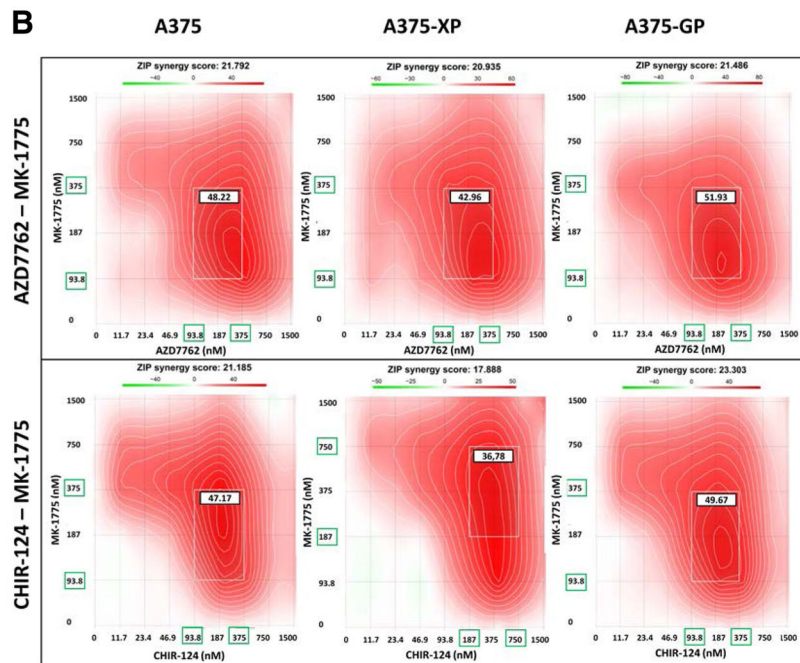 B
A375 A375-XP A375-GP
AZD7762 – MK-1775
ZIP synergy score: 21.792
−40 0 40
MK-1775 (nM)
1500
750
375
187
93.8
0
48.22
0 11.7 23.4 46.9 93.8 187 375 750 1500
AZD7762 (nM)
ZIP synergy score: 20.935
−60 −30 0 30 60
MK-1775 (nM)
1500
750
375
187
93.8
0
42.96
0 11.7 23.4 46.9 93.8 187 375 750 1500
AZD7762 (nM)
ZIP synergy score: 21.486
−80 −40 0 40 80
MK-1775 (nM)
1500
750
375
187
93.8
0
51.93
0 11.7 23.4 46.9 93.8 187 375 750 1500
AZD7762 (nM)
CHIR-124 – MK-1775
ZIP synergy score: 21.185
−40 0 40
MK-1775 (nM)
1500
750
375
187
93.8
0
47.17
0 11.7 23.4 46.9 93.8 187 375 750 1500
CHIR-124 (nM)
ZIP synergy score: 17.888
−50 −25 0 25 50
MK-1775 (nM)
1500
750
375
187
93.8
0
36,78
0 11.7 23.4 46.9 93.8 187 375 750 1500
CHIR-124 (nM)
ZIP synergy score: 23.303
−40 0 40
MK-1775 (nM)
1500
750
375
187
93.8
0
49.67
0 11.7 23.4 46.9 93.8 187 375 750 1500
CHIR-124 (nM)